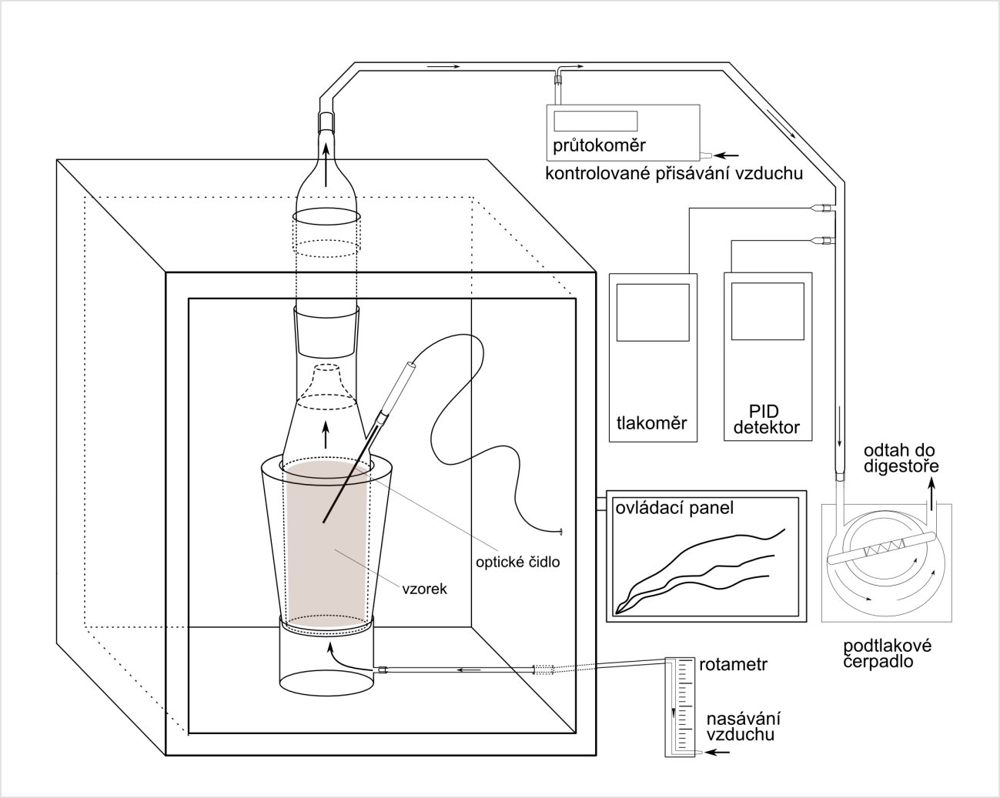 průtokoměr
kontrolované přisávání vzduchu
tlakoměr
PID
detektor
odtah do
digestoře
ovládací panel
optické čidlo
vzorek
podtlakové
čerpadlo
rotametr
nasávání
vzduchu